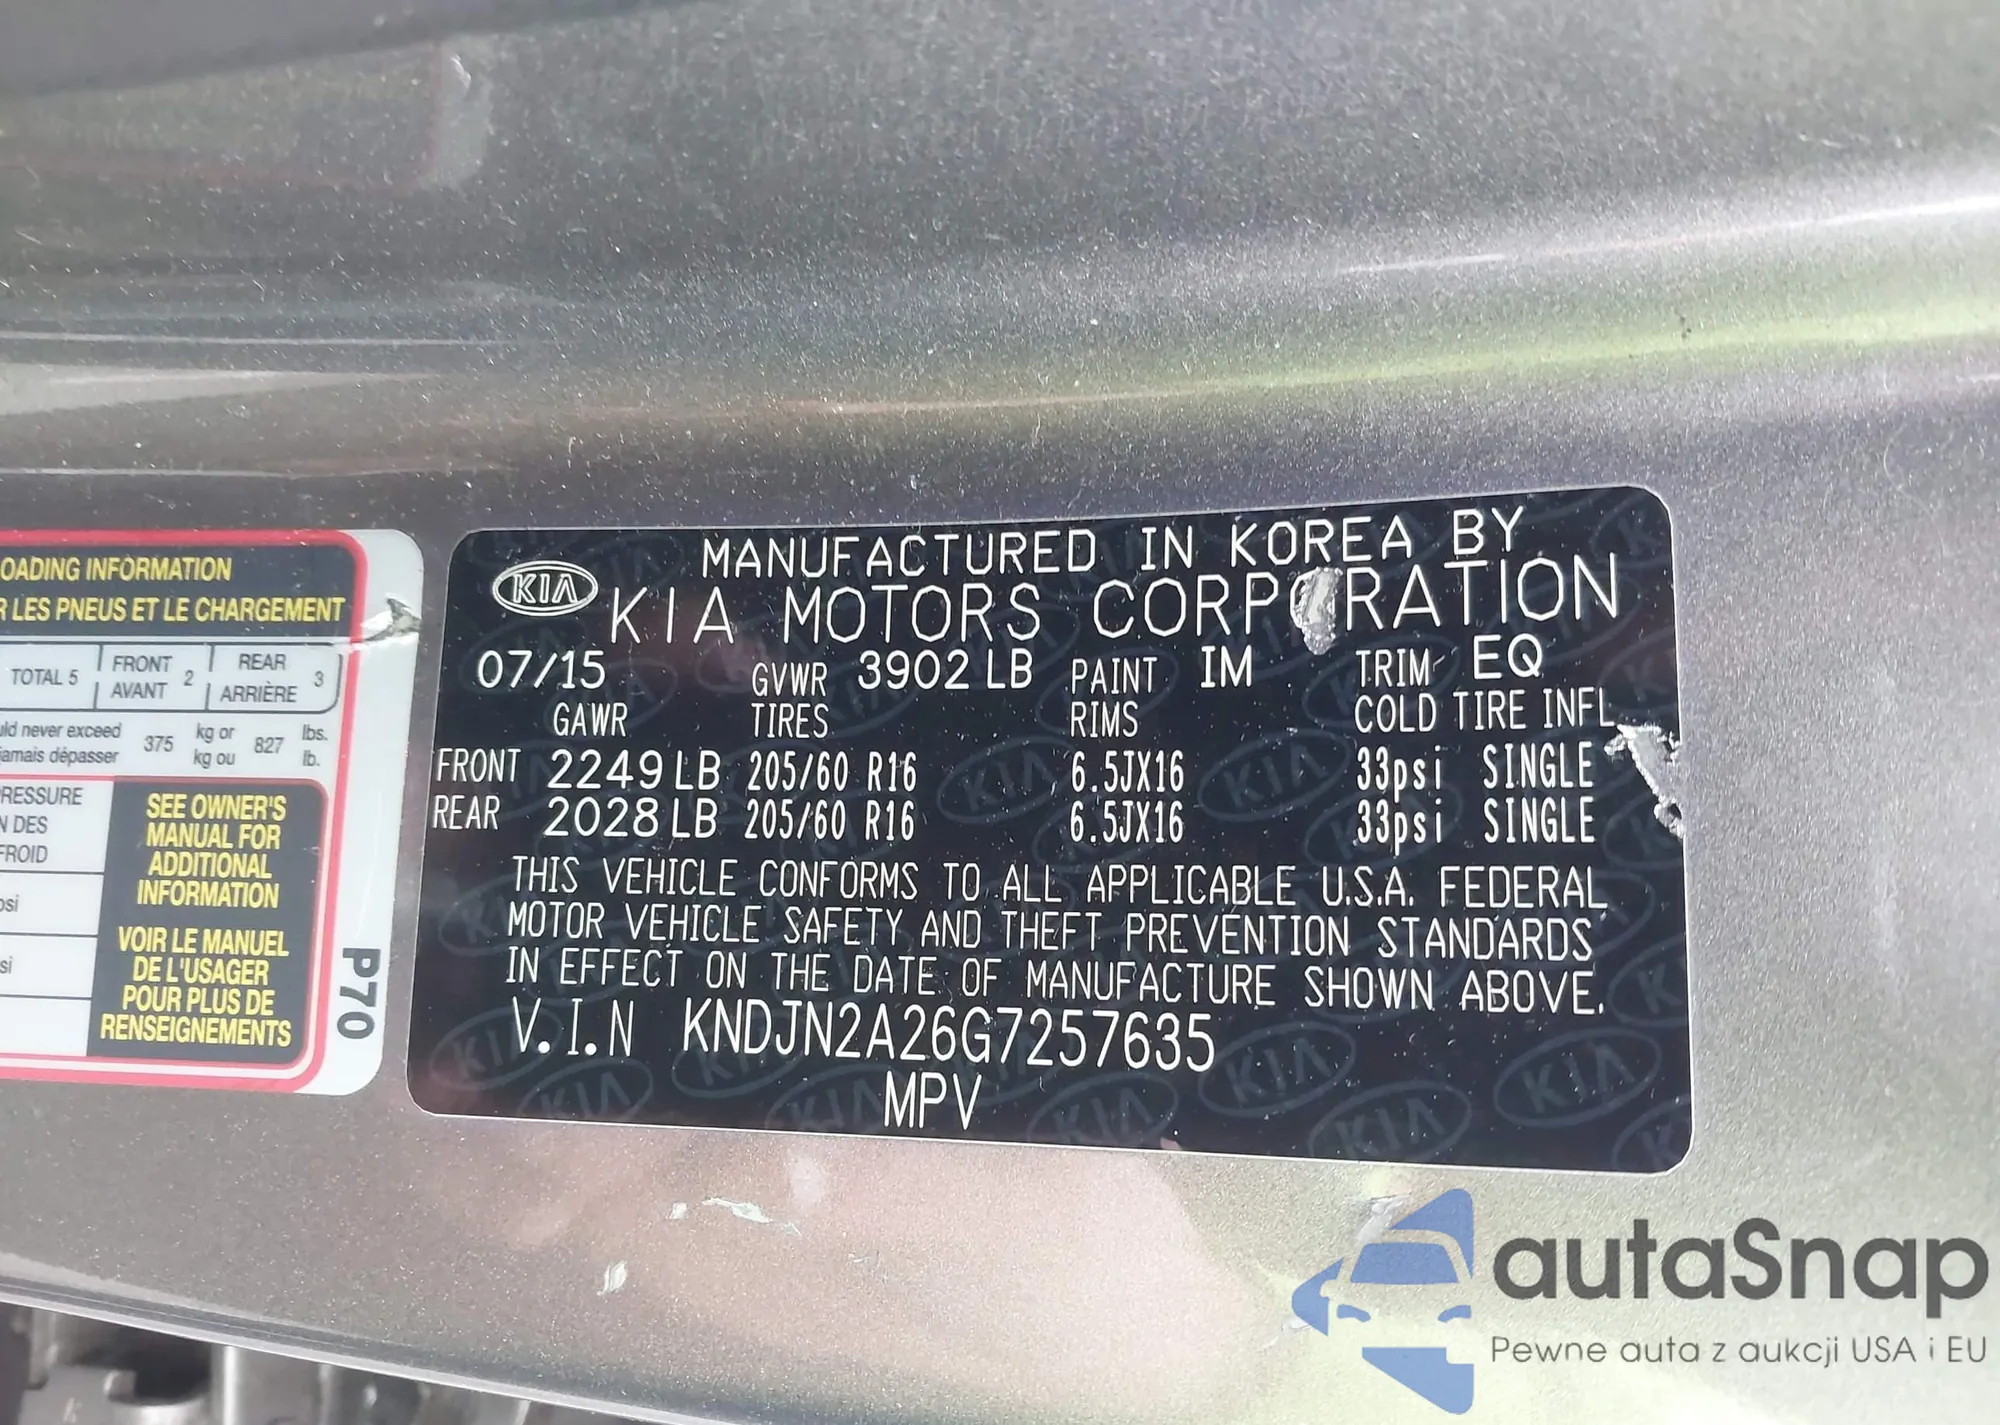 OADING INFORMATION
R LES PNEUS ET LE CHARGEMENT
TOTAL 5 FRONT AVANT 2 REAR ARRIÈRE 3
uld never exceed 375 kg or 827 lbs.
jamais dépasser kg ou lb.
RESSURE
N DES
FROID
psi
si
SEE OWNER'S
MANUAL FOR
ADDITIONAL
INFORMATION
VOIR LE MANUEL
DE L'USAGER
POUR PLUS DE
RENSEIGNEMENTS
P70
KIA
MANUFACTURED IN KOREA BY
KIA MOTORS CORPORATION
07/15 GVWR 3902 LB PAINT IM TRIM EQ
GAWR TIRES RIMS COLD TIRE INFL
FRONT 2249 LB 205/60 R16 6.5JX16 33psi SINGLE
REAR 2028 LB 205/60 R16 6.5JX16 33psi SINGLE
THIS VEHICLE CONFORMS TO ALL APPLICABLE U.S.A. FEDERAL
MOTOR VEHICLE SAFETY AND THEFT PREVENTION STANDARDS
IN EFFECT ON THE DATE OF MANUFACTURE SHOWN ABOVE.
V.I.N KNDJN2A26G7257635
MPV
autaSnap
Pewne auta z aukcji USA i EU